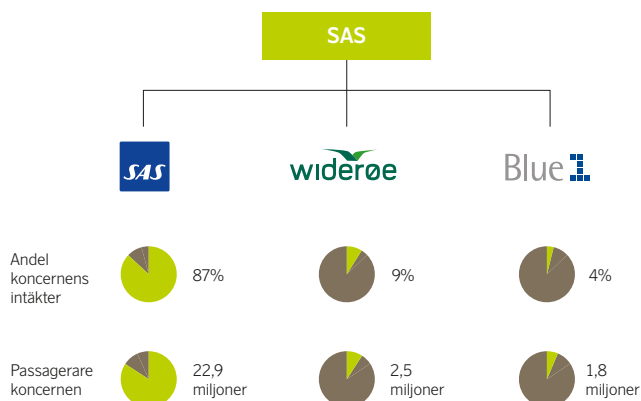 SAS
SAS
widerøe
Blue1
Andel
koncernens
intäkter
87%
9%
4%
Passagerare
koncernen
22,9
miljoner
2,5
miljoner
1,8
miljoner